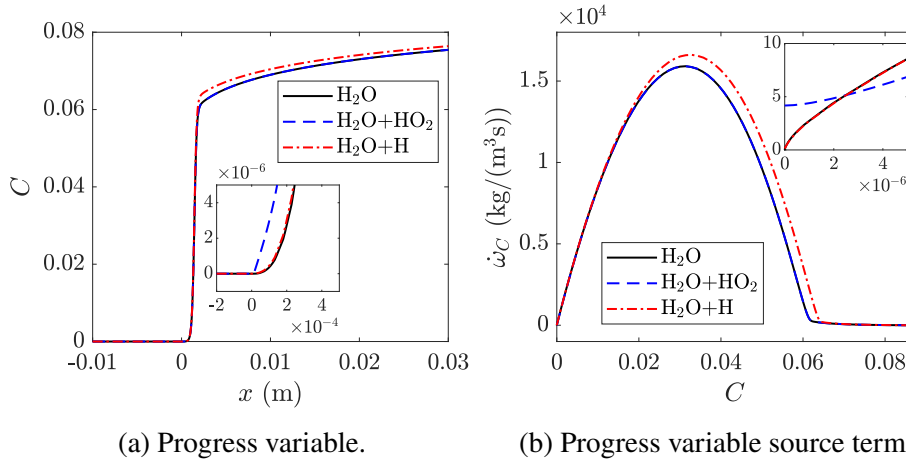 0.08
0.06
0.04
0.02
0
C
H₂O
H₂O+HO₂
H₂O+H
×10⁻⁶
4
2
0
-2 0 2 4
×10⁻⁴
-0.01 0 0.01 0.02 0.03
x (m)
(a) Progress variable.
×10⁴
1.5
1
0.5
0
ω̇_C (kg/(m³s))
10
5
0
0 2 4
×10⁻⁶
H₂O
H₂O+HO₂
H₂O+H
0 0.02 0.04 0.06 0.08
C
(b) Progress variable source term